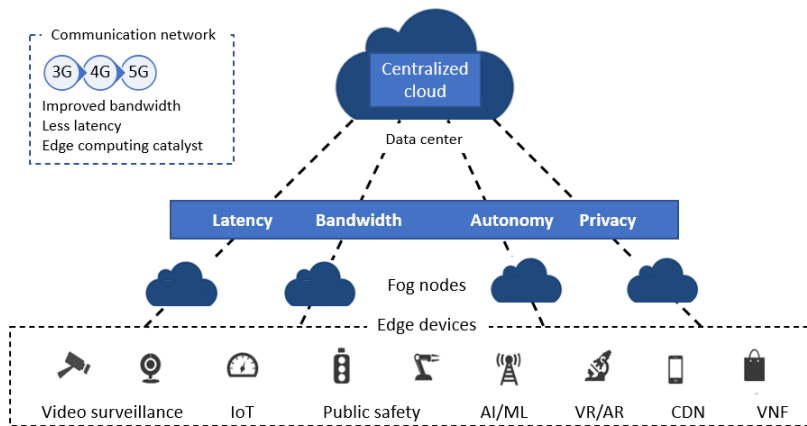 Communication network
3G 4G 5G
Improved bandwidth
Less latency
Edge computing catalyst
Centralized
cloud
Data center
Latency Bandwidth Autonomy Privacy
Fog nodes
Edge devices
Video surveillance IoT Public safety AI/ML VR/AR CDN VNF